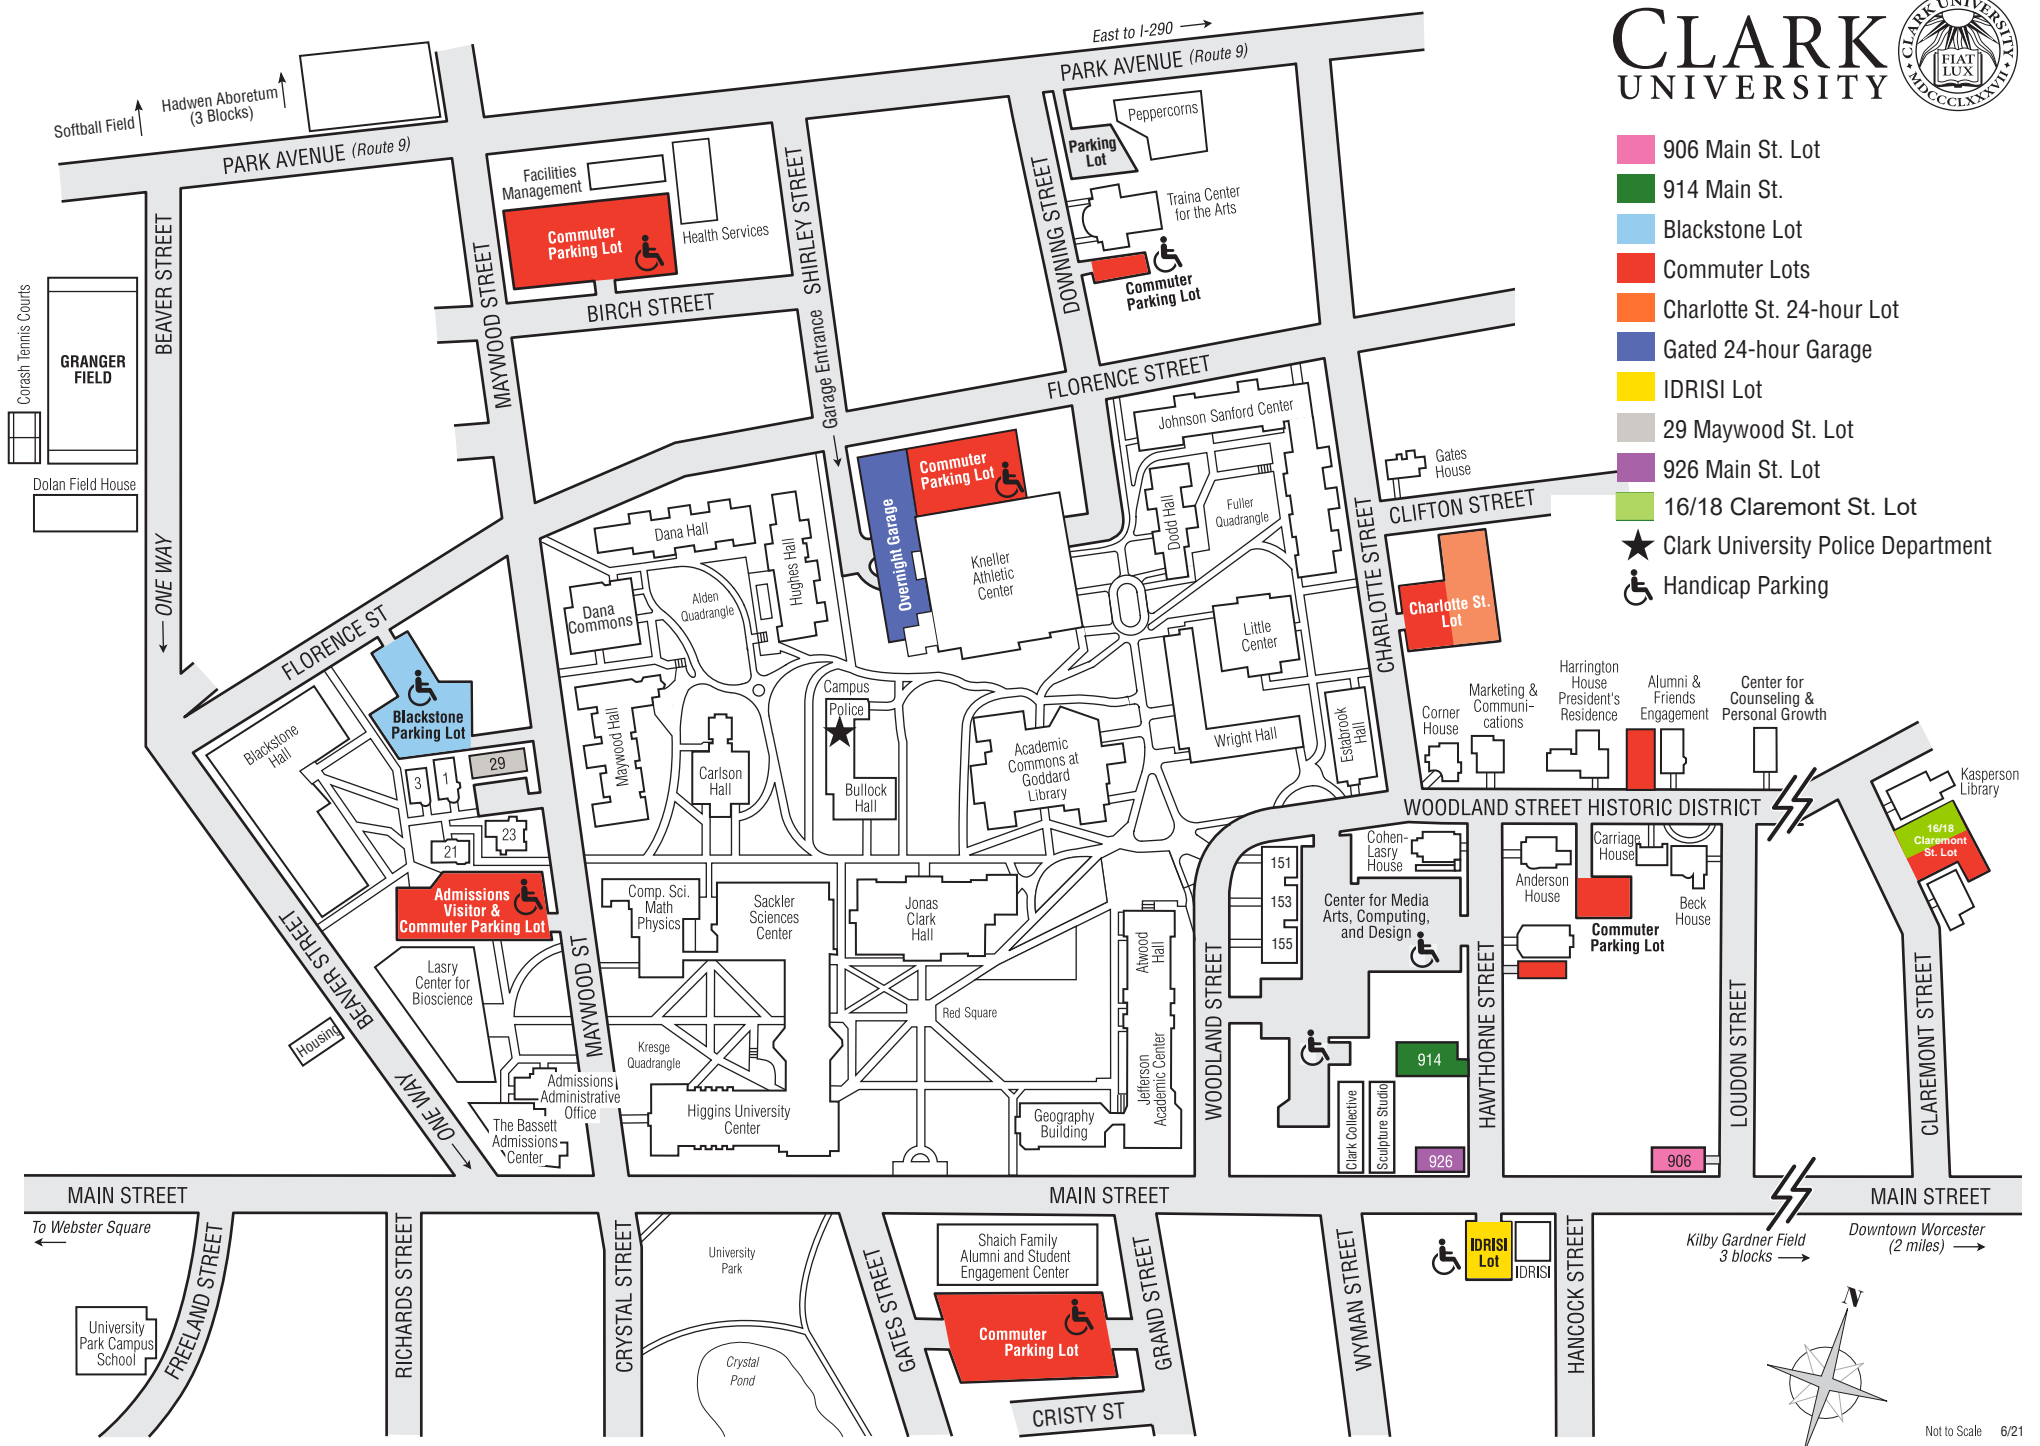 CLARK
UNIVERSITY
CLARK UNIVERSITY
FIAT
LUX
MDCCCLXXXVII
906 Main St. Lot
914 Main St.
Blackstone Lot
Commuter Lots
Charlotte St. 24-hour Lot
Gated 24-hour Garage
IDRISI Lot
29 Maywood St. Lot
926 Main St. Lot
16/18 Claremont St. Lot
Clark University Police Department
Handicap Parking
East to I-290
PARK AVENUE (Route 9)
Softball Field
Hadwen Aboretum
(3 Blocks)
PARK AVENUE (Route 9)
Facilities
Management
Commuter
Parking Lot
Health Services
SHIRLEY STREET
Garage Entrance
DOWNING STREET
Parking
Lot
Peppercorns
Traina Center
for the Arts
Commuter
Parking Lot
BEAVER STREET
MAYWOOD STREET
BIRCH STREET
Corash Tennis Courts
GRANGER
FIELD
Dolan Field House
ONE WAY
FLORENCE STREET
Johnson Sanford Center
Gates
House
CLIFTON STREET
CHARLOTTE STREET
Commuter
Parking Lot
Overnight Garage
Kneller
Athletic
Center
Dodd Hall
Fuller
Quadrangle
Dana Hall
Hughes Hall
Alden
Quadrangle
Dana
Commons
Little
Center
Charlotte St.
Lot
FLORENCE ST
Blackstone
Parking Lot
Blackstone
Hall
Maywood Hall
Carlson
Hall
Campus
Police
Bullock
Hall
Academic
Commons at
Goddard
Library
Wright Hall
Estabrook
Hall
Corner
House
Marketing &
Communi-
cations
Harrington
House
President's
Residence
Alumni &
Friends
Engagement
Center for
Counseling &
Personal Growth
Kasperson
Library
WOODLAND STREET HISTORIC DISTRICT
16/18
Claremont
St. Lot
29
3
1
23
21
Admissions
Visitor &
Commuter Parking Lot
Comp. Sci.
Math
Physics
Sackler
Sciences
Center
Jonas
Clark
Hall
Atwood
Hall
151
153
155
Cohen-
Lasry
House
Center for Media
Arts, Computing,
and Design
Anderson
House
Carriage
House
Beck
House
Commuter
Parking Lot
BEAVER STREET
MAYWOOD ST
Lasry
Center for
Bioscience
Housing
Kresge
Quadrangle
Red Square
Jefferson
Academic Center
WOODLAND STREET
HAWTHORNE STREET
LOUDON STREET
CLAREMONT STREET
914
Admissions
Administrative
Office
The Bassett
Admissions
Center
ONE WAY
Higgins University
Center
Geography
Building
Clark Collective
Sculpture Studio
926
906
MAIN STREET
MAIN STREET
MAIN STREET
To Webster Square
FREELAND STREET
RICHARDS STREET
CRYSTAL STREET
University
Park
GATES STREET
Shaich Family
Alumni and Student
Engagement Center
GRAND STREET
WYMAN STREET
IDRISI
Lot
IDRISI
HANCOCK STREET
Kilby Gardner Field
3 blocks
Downtown Worcester
(2 miles)
University
Park Campus
School
Crystal
Pond
Commuter
Parking Lot
CRISTY ST
N
Not to Scale 6/21